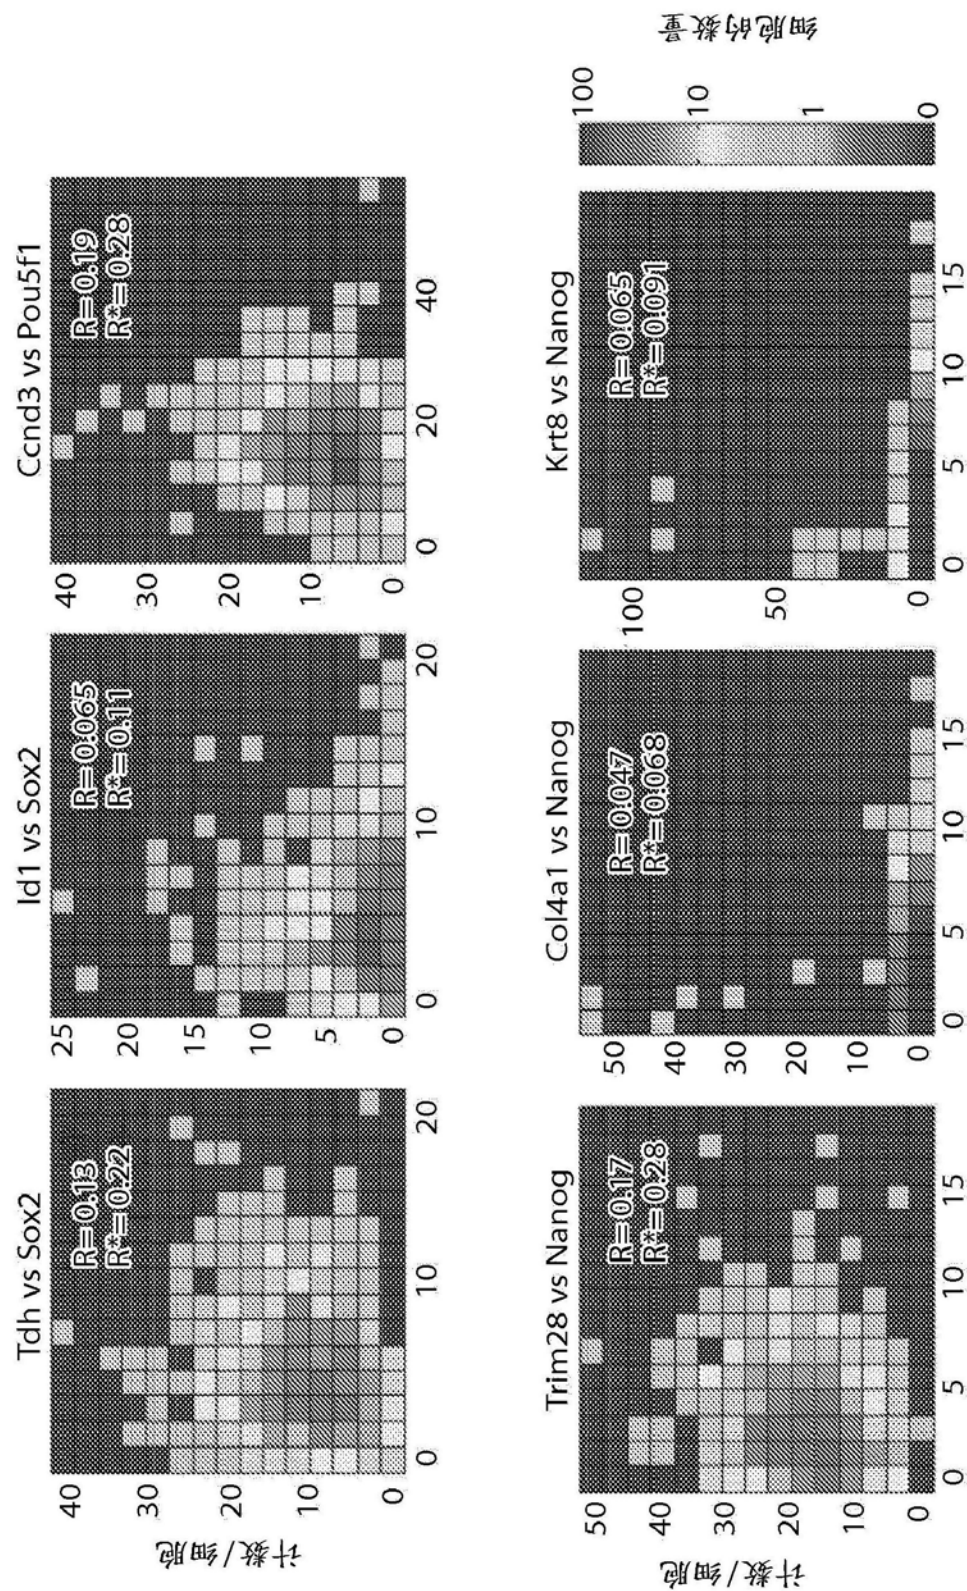 Tdh vs Sox2
R=0.13
R*=0.22
40
30
20
10
0
0
10
20
计数/细胞
Id1 vs Sox2
R=0.065
R*=0.11
25
20
15
10
5
0
0
10
20
Ccnd3 vs Pou5f1
R=0.19
R*=0.28
40
30
20
10
0
0
20
40
Trim28 vs Nanog
R=0.17
R*=0.28
50
40
30
20
10
0
0
5
10
15
计数/细胞
Col4a1 vs Nanog
R=0.047
R*=0.068
50
40
30
20
10
0
0
5
10
15
Krt8 vs Nanog
R=0.065
R*=0.091
100
50
0
0
5
10
15
100
10
1
0
细胞的数量